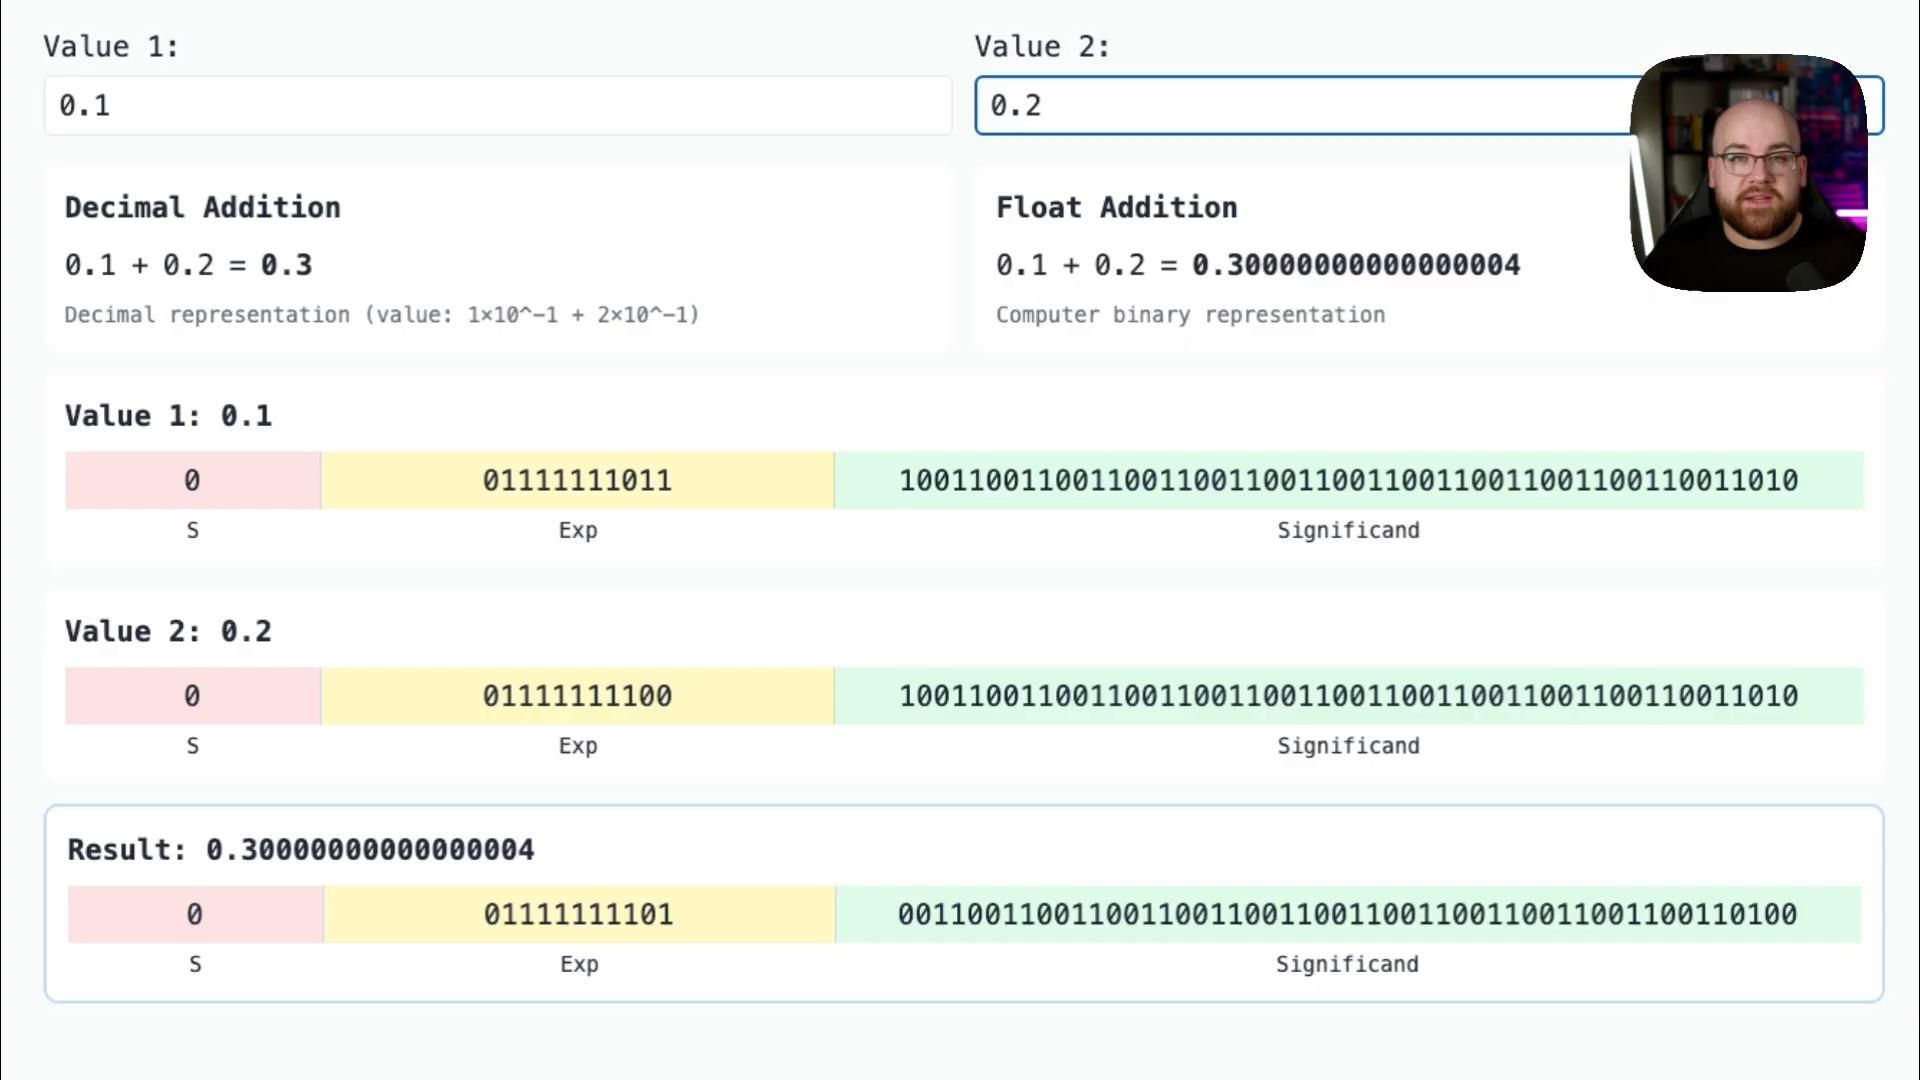 Value 1:
Value 2:
0.1
0.2
Decimal Addition
0.1 + 0.2 = 0.3
Decimal representation (value: 1×10^−1 + 2×10^−1)
Float Addition
0.1 + 0.2 = 0.30000000000000004
Computer binary representation
Value 1: 0.1
0 01111111011 1001100110011001100110011001100110011001100110011010
S Exp Significand
Value 2: 0.2
0 01111111100 1001100110011001100110011001100110011001100110011010
S Exp Significand
Result: 0.30000000000000004
0 01111111101 0011001100110011001100110011001100110011001100110100
S Exp Significand